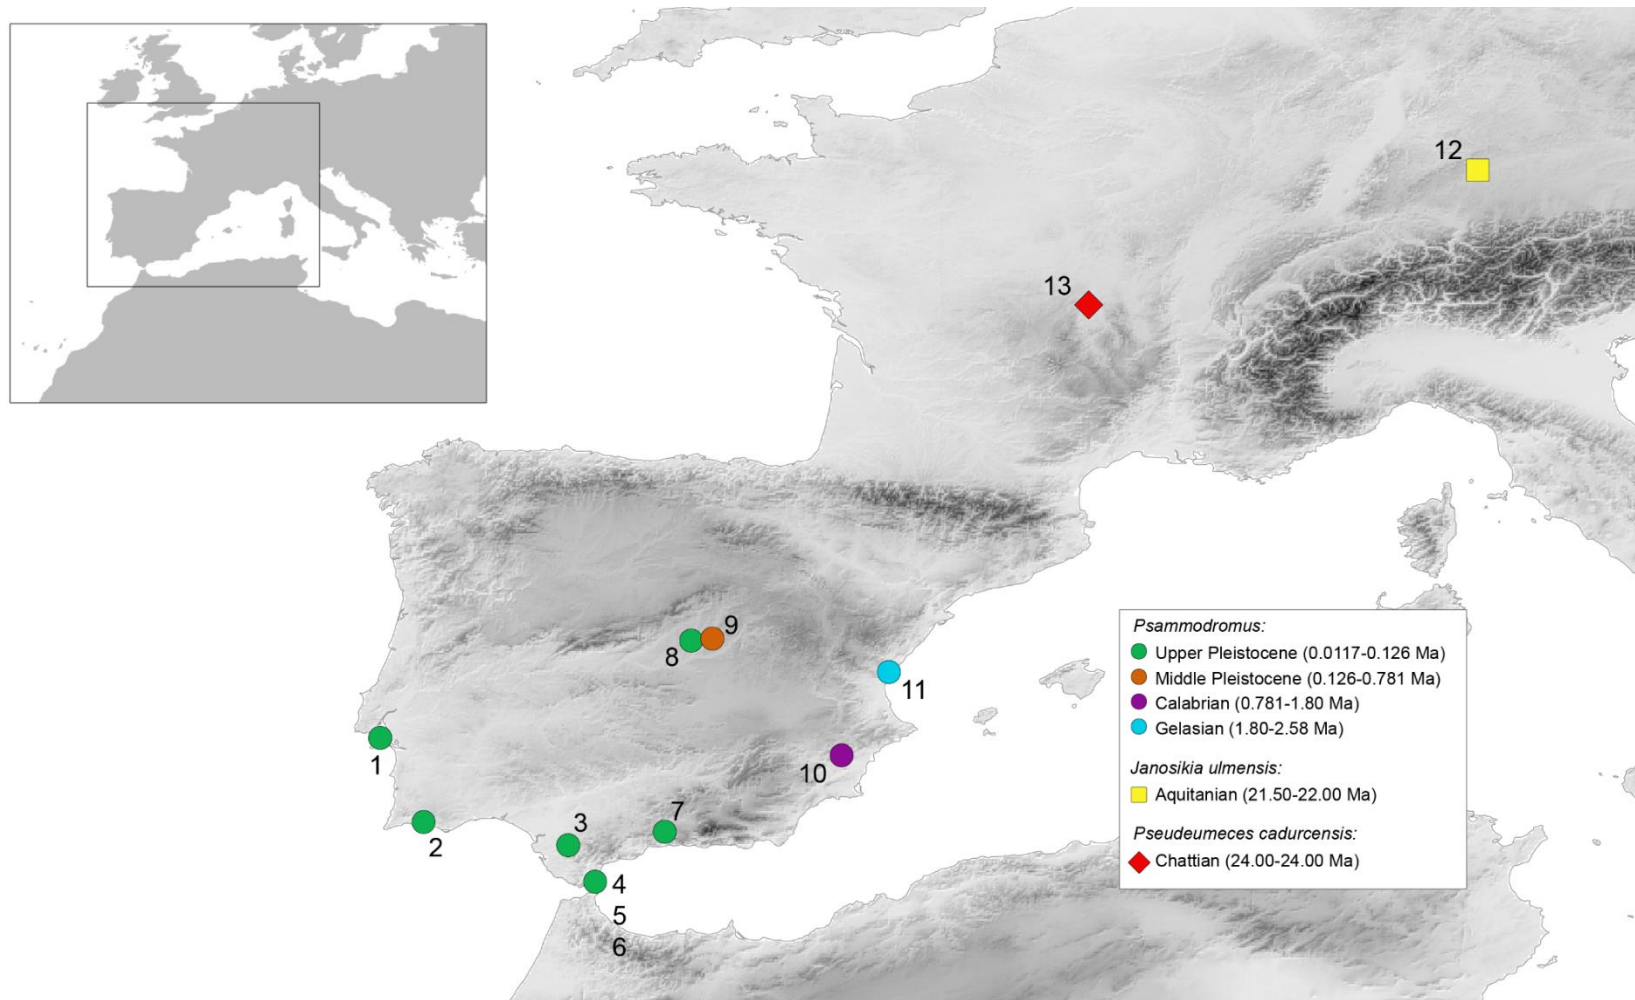 12
13
9
8
11
1
10
7
3
2
4
5
6
Psammodromus:
Upper Pleistocene (0.0117-0.126 Ma)
Middle Pleistocene (0.126-0.781 Ma)
Calabrian (0.781-1.80 Ma)
Gelasian (1.80-2.58 Ma)
Janosikia ulmensis:
Aquitanian (21.50-22.00 Ma)
Pseudeumeces cadurcensis:
Chattian (24.00-24.00 Ma)